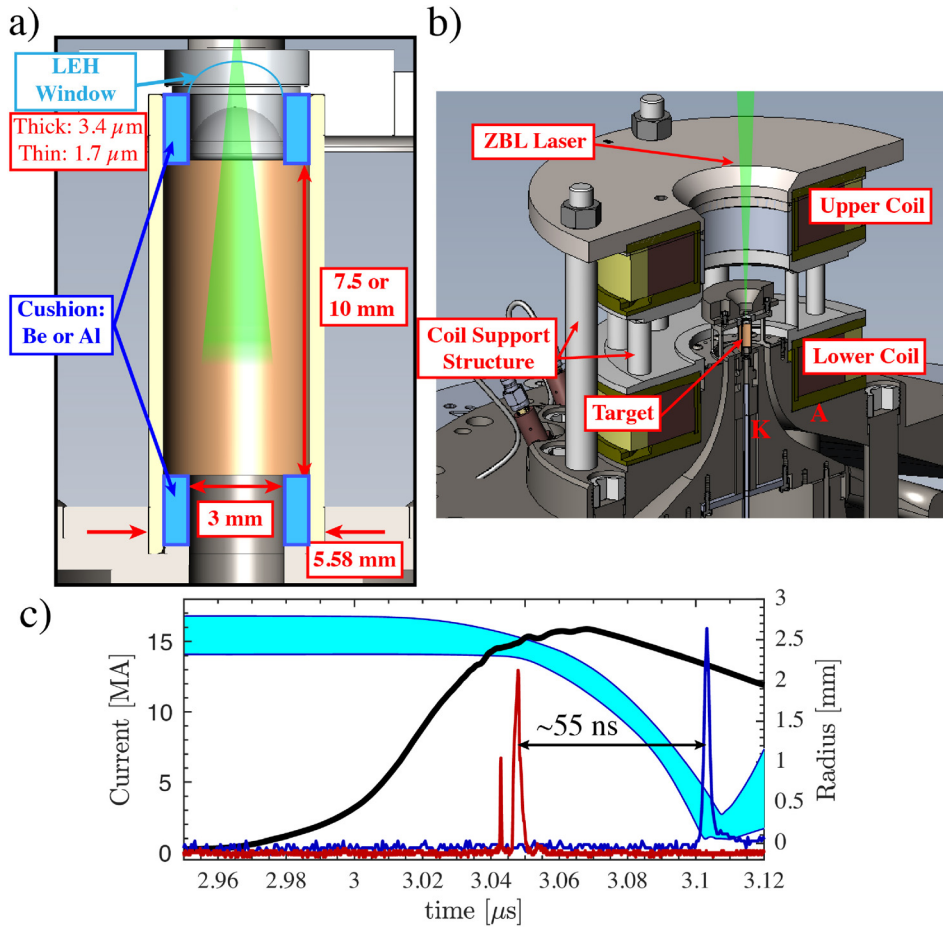 a)
LEH
Window
Thick: 3.4 μm
Thin: 1.7 μm
Cushion:
Be or Al
7.5 or
10 mm
3 mm
5.58 mm
b)
ZBL Laser
Upper Coil
Coil Support
Structure
Lower Coil
Target
K
A
c)
Current [MA]
15
10
5
0
~55 ns
3
2.5
2
1.5
1
0.5
0
Radius [mm]
2.96 2.98 3 3.02 3.04 3.06 3.08 3.1 3.12
time [μs]